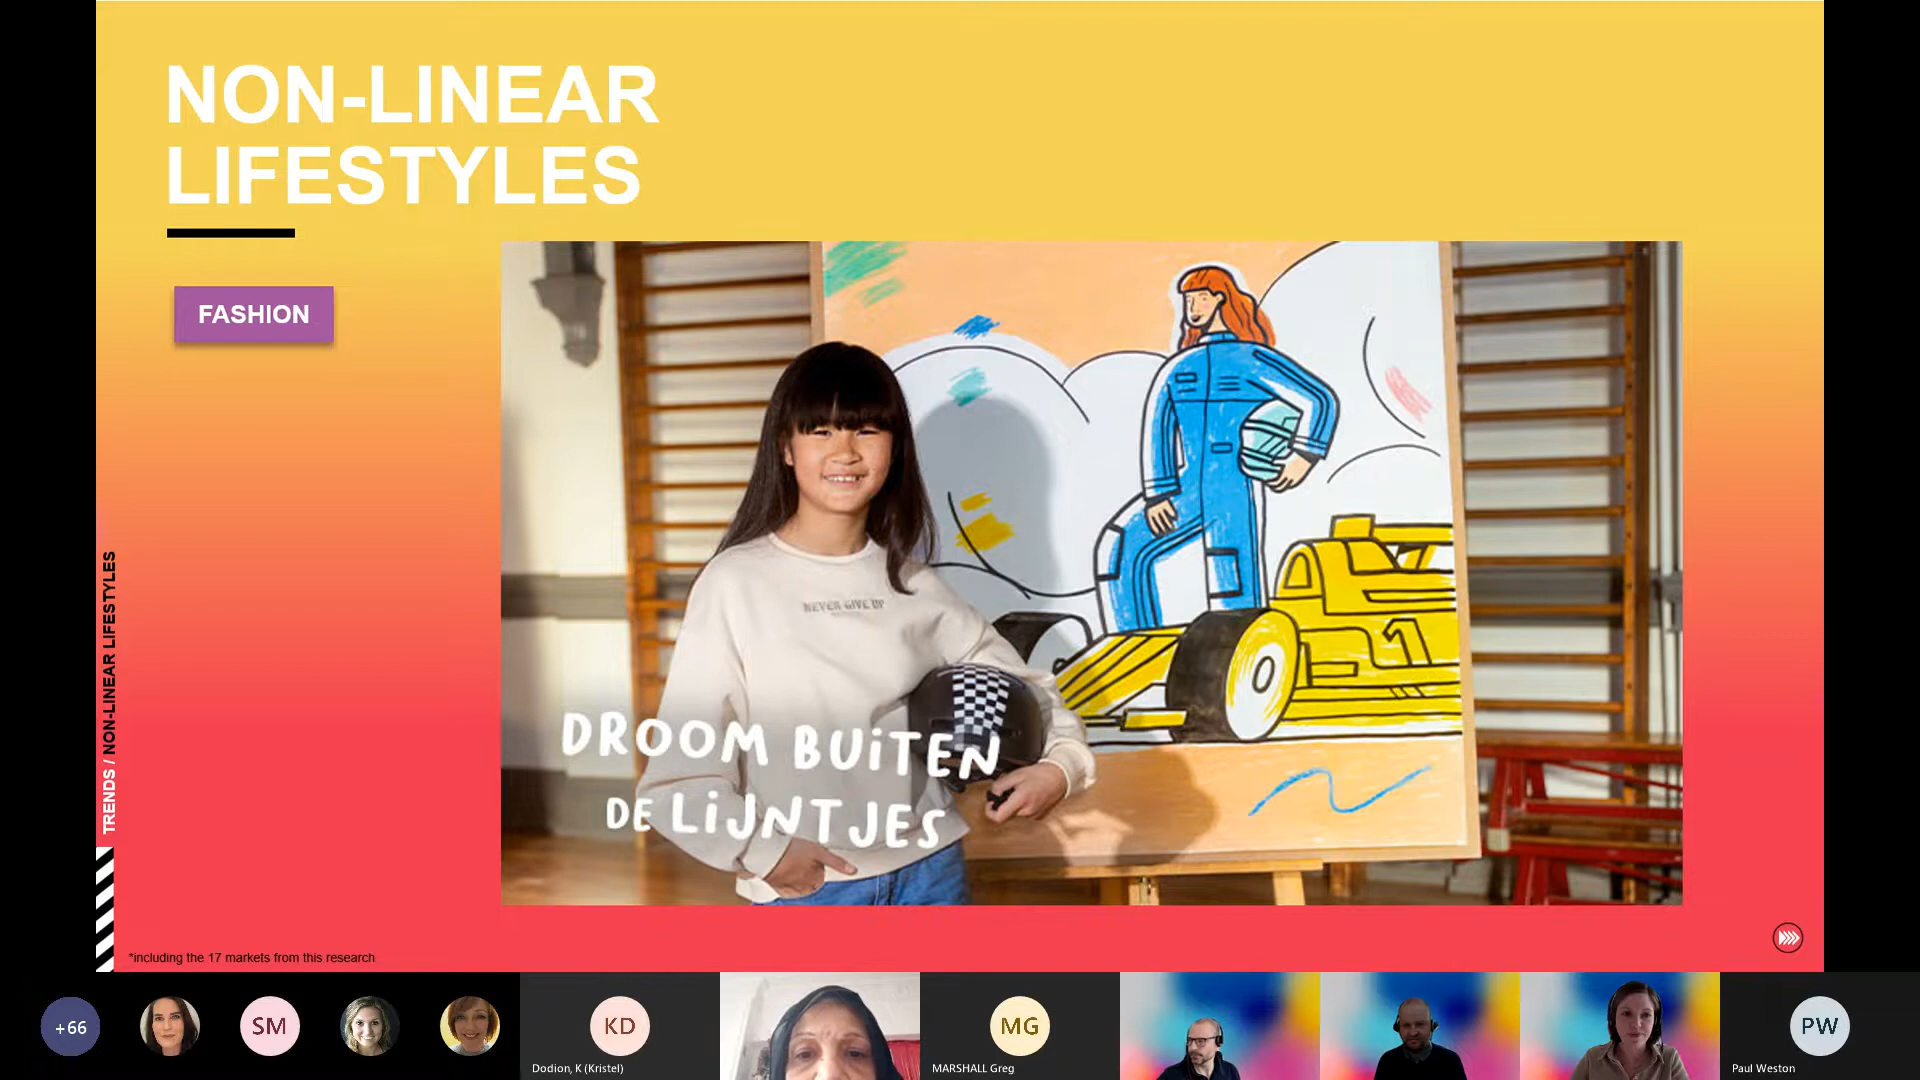 NON-LINEAR
LIFESTYLES
FASHION
NEVER GIVE UP
1
DROOM BUiTEN
DE LiJNTJES
TRENDS / NON-LINEAR LIFESTYLES
*including the 17 markets from this research
+66
SM
KD
Dodion, K (Kristel)
MG
MARSHALL Greg
PW
Paul Weston